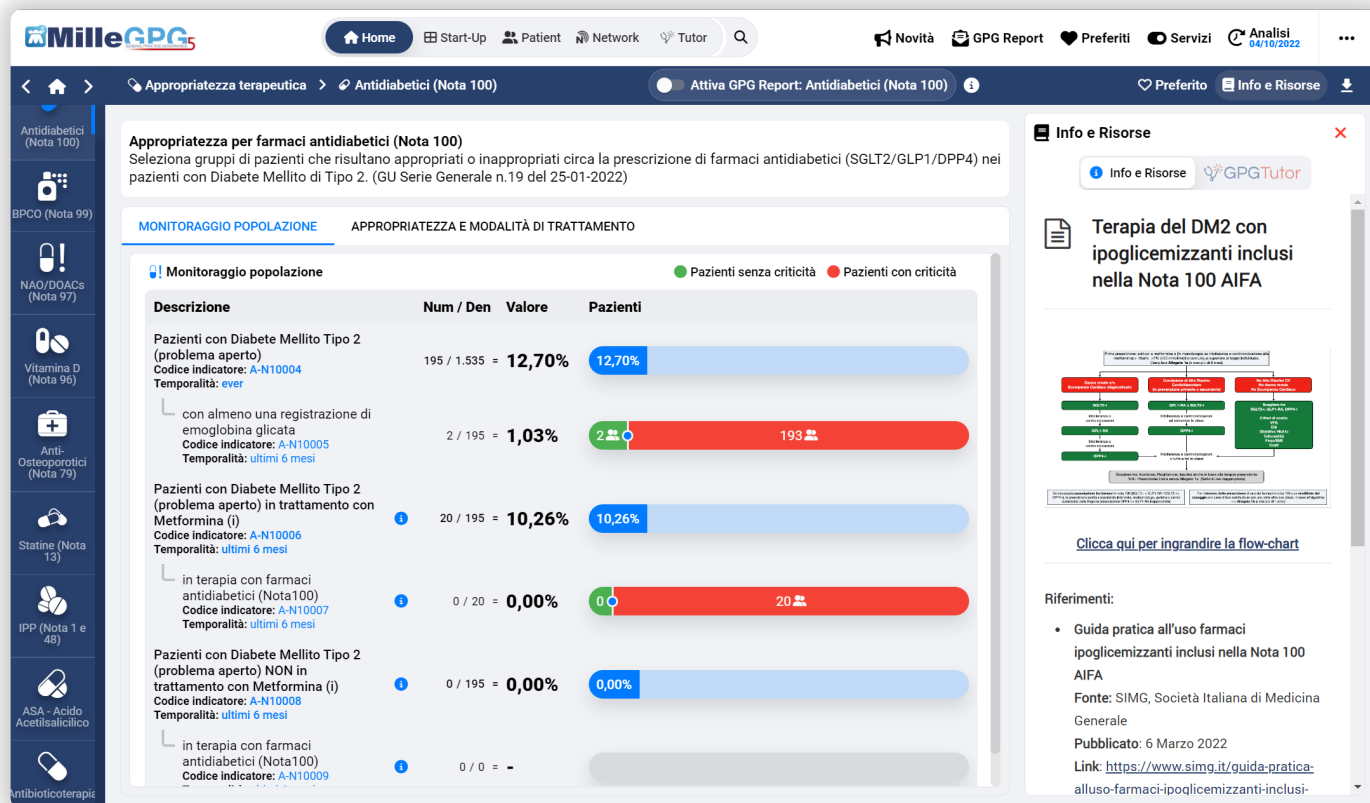 MilleGPG5
GENERAL PRACTICE GOVERNANCE
Home
Start-Up
Patient
Network
Tutor
Novità
GPG Report
Preferiti
Servizi
Analisi
04/10/2022
Appropriatezza terapeutica
Antidiabetici (Nota 100)
Attiva GPG Report: Antidiabetici (Nota 100)
Preferito
Info e Risorse
Antidiabetici
(Nota 100)
BPCO (Nota 99)
NAO/DOACs
(Nota 97)
Vitamina D
(Nota 96)
Anti-
Osteoporotici
(Nota 79)
Statine (Nota
13)
IPP (Nota 1 e
48)
ASA - Acido
Acetilsalicilico
Antibioticoterapia
Appropriatezza per farmaci antidiabetici (Nota 100)
Seleziona gruppi di pazienti che risultano appropriati o inappropriati circa la prescrizione di farmaci antidiabetici (SGLT2/GLP1/DPP4) nei
pazienti con Diabete Mellito di Tipo 2. (GU Serie Generale n.19 del 25-01-2022)
MONITORAGGIO POPOLAZIONE
APPROPRIATEZZA E MODALITÀ DI TRATTAMENTO
Monitoraggio popolazione
Pazienti senza criticità
Pazienti con criticità
Descrizione
Num / Den
Valore
Pazienti
Pazienti con Diabete Mellito Tipo 2
(problema aperto)
Codice indicatore: A-N10004
Temporalità: ever
195 / 1.535 = 12,70%
12,70%
con almeno una registrazione di
emoglobina glicata
Codice indicatore: A-N10005
Temporalità: ultimi 6 mesi
2 / 195 = 1,03%
2
193
Pazienti con Diabete Mellito Tipo 2
(problema aperto) in trattamento con
Metformina (i)
Codice indicatore: A-N10006
Temporalità: ultimi 6 mesi
20 / 195 = 10,26%
10,26%
in terapia con farmaci
antidiabetici (Nota100)
Codice indicatore: A-N10007
Temporalità: ultimi 6 mesi
0 / 20 = 0,00%
0
20
Pazienti con Diabete Mellito Tipo 2
(problema aperto) NON in
trattamento con Metformina (i)
Codice indicatore: A-N10008
Temporalità: ultimi 6 mesi
0 / 195 = 0,00%
0,00%
in terapia con farmaci
antidiabetici (Nota100)
Codice indicatore: A-N10009
0 / 0 = -
Info e Risorse
Info e Risorse
GPGTutor
Terapia del DM2 con
ipoglicemizzanti inclusi
nella Nota 100 AIFA
Clicca qui per ingrandire la flow-chart
Riferimenti:
• Guida pratica all'uso farmaci
ipoglicemizzanti inclusi nella Nota 100
AIFA
Fonte: SIMG, Società Italiana di Medicina
Generale
Pubblicato: 6 Marzo 2022
Link: https://www.simg.it/guida-pratica-
alluso-farmaci-ipoglicemizzanti-inclusi-